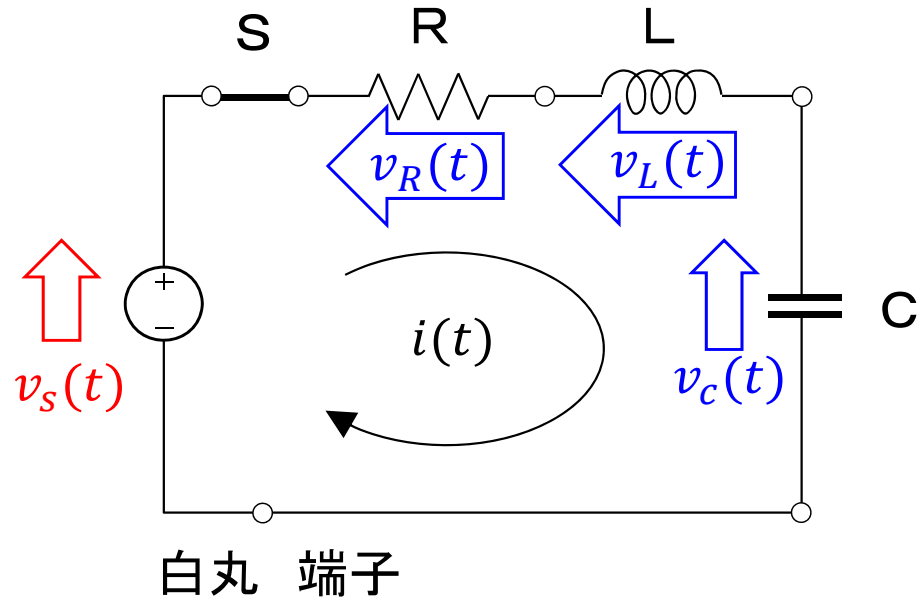 S
R
L
v_R(t)
v_L(t)
+
−
i(t)
C
v_s(t)
v_c(t)
白丸 端子